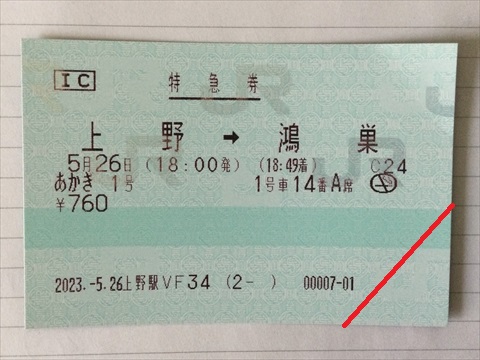 IC 特急券
上野 → 鴻巣
5月26日 (18:00発) (18:49着) C24
あかぎ 1号 1号車 14番A席
￥760
2023.-5.26上野駅VF34 (2- ) 00007-01